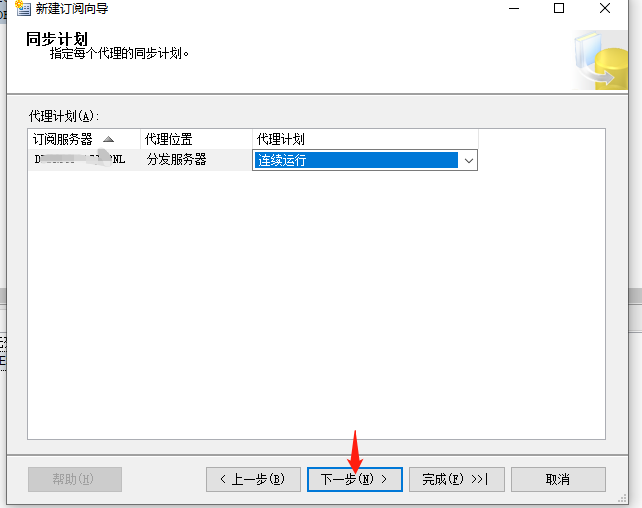 新建订阅向导
同步计划
指定每个代理的同步计划。
代理计划(A):
订阅服务器 代理位置 代理计划
分发服务器 连续运行
帮助(H) < 上一步(B) 下一步(N) > 完成(F) >>| 取消